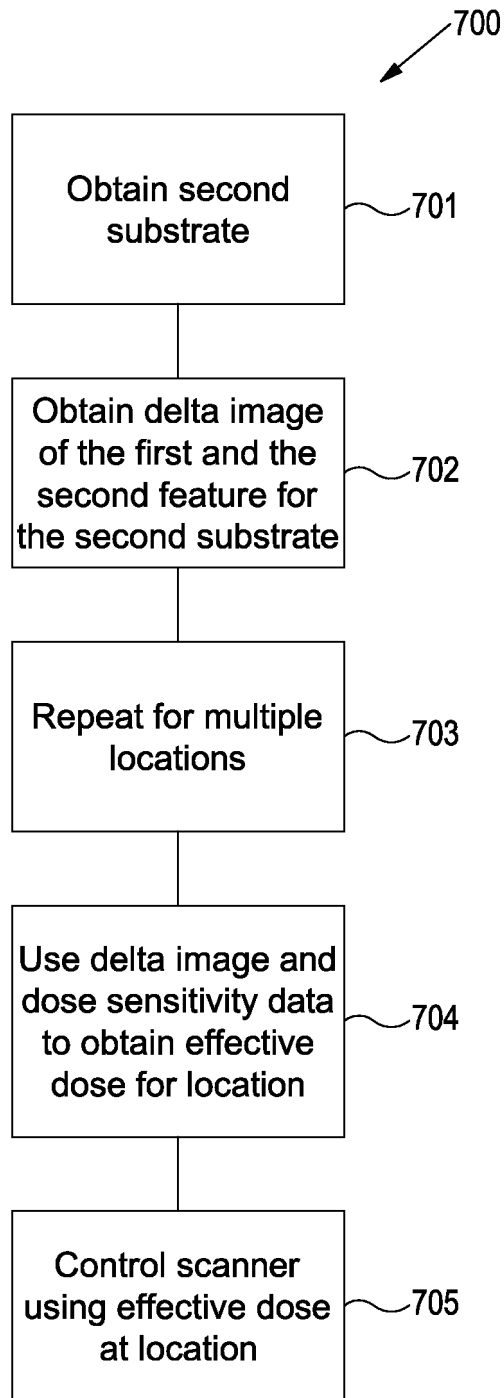 700
Obtain second
substrate
701
Obtain delta image
of the first and the
second feature for
the second substrate
702
Repeat for multiple
locations
703
Use delta image and
dose sensitivity data
to obtain effective
dose for location
704
Control scanner
using effective dose
at location
705